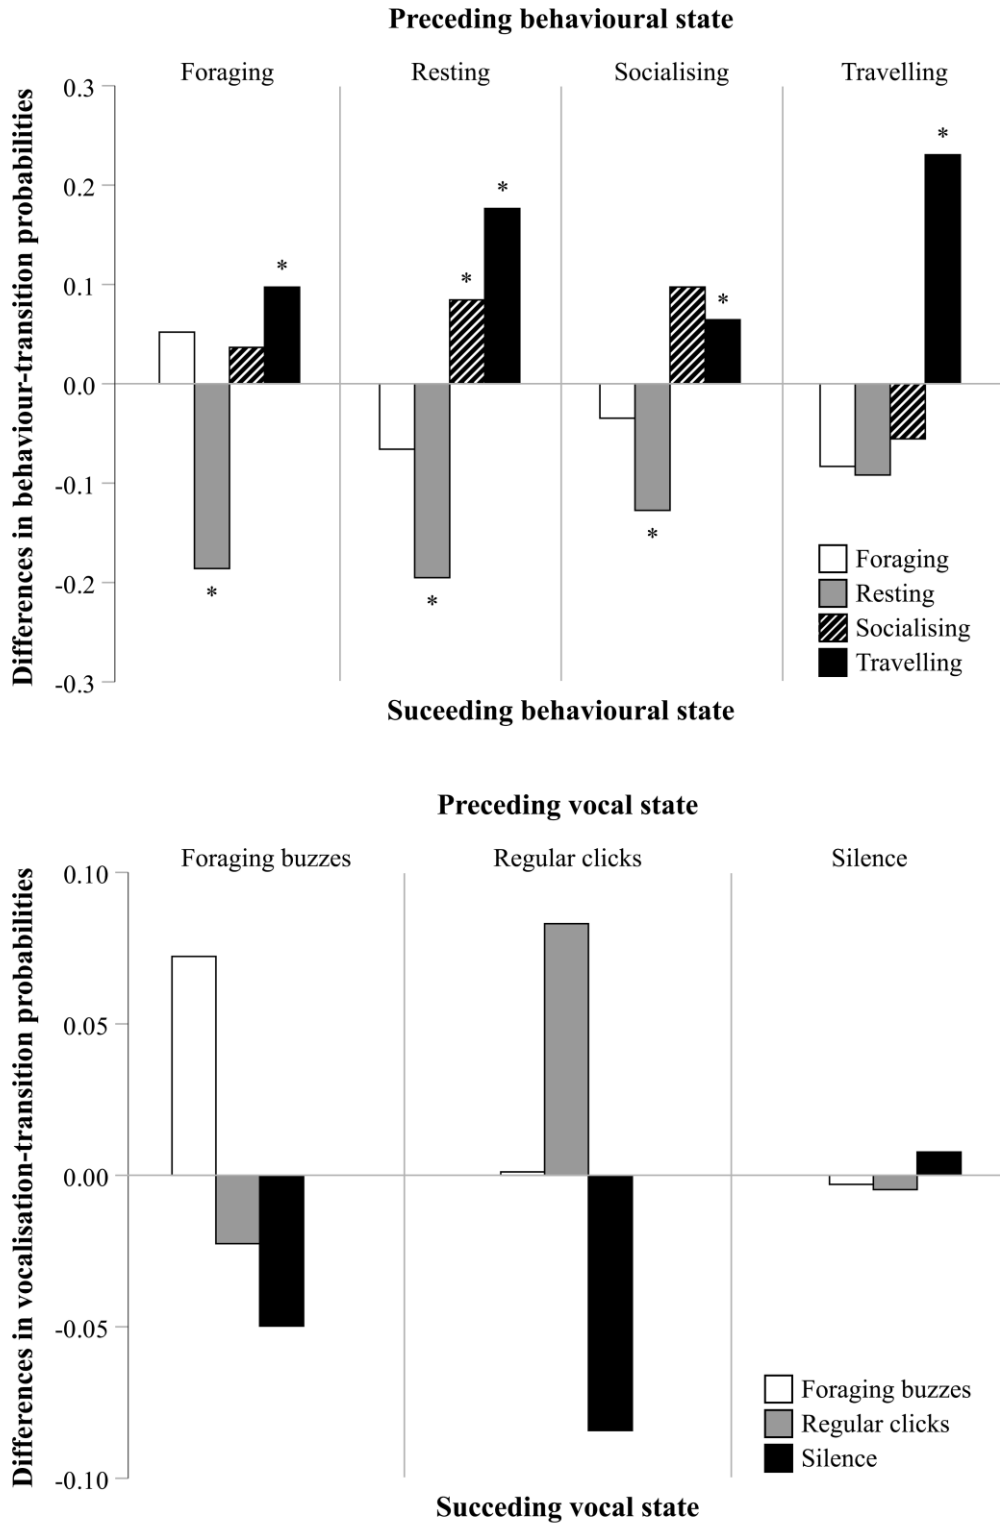 Preceding behavioural state
Foraging Resting Socialising Travelling
Differences in behaviour-transition probabilities
0.3
0.2
0.1
0.0
-0.1
-0.2
-0.3
*
*
*
*
*
*
*
*
Foraging
Resting
Socialising
Travelling
Suceeding behavioural state
Preceding vocal state
Foraging buzzes Regular clicks Silence
Differences in vocalisation-transition probabilities
0.10
0.05
0.00
-0.05
-0.10
Foraging buzzes
Regular clicks
Silence
Succeding vocal state